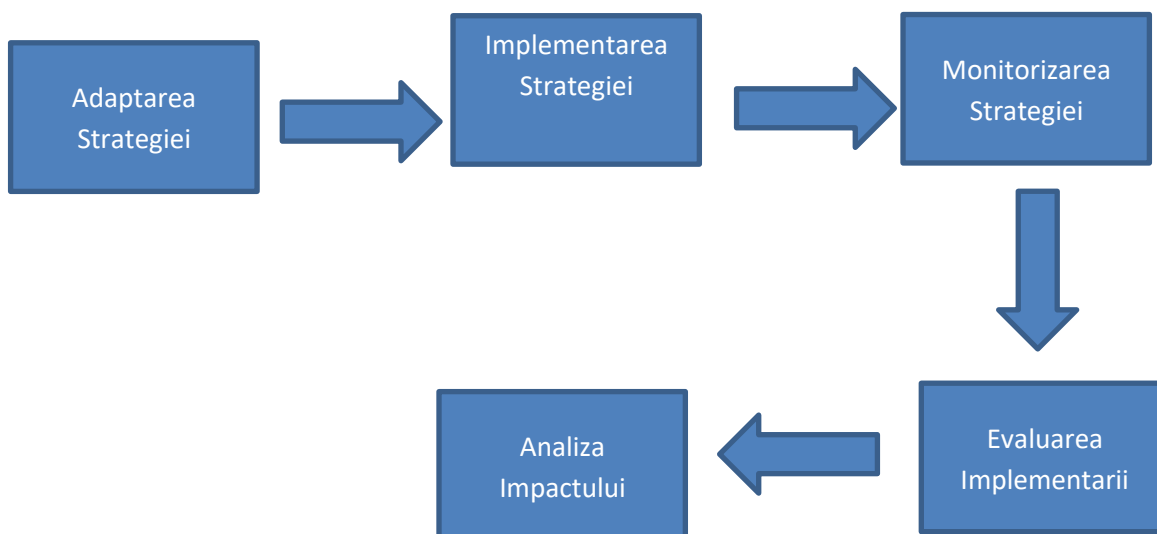 Adaptarea
Strategiei
Implementarea
Strategiei
Monitorizarea
Strategiei
Evaluarea
Implementarii
Analiza
Impactului